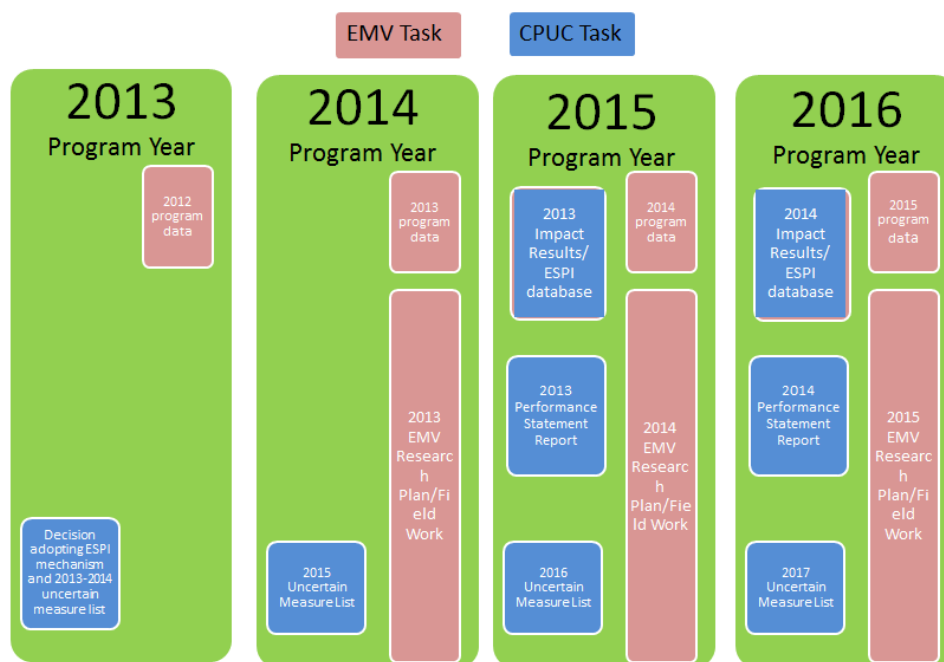 EMV Task
CPUC Task
2013
Program Year
2012
program
data
Decision
adopting ESPI
mechanism
and 2013-2014
uncertain
measure list
2014
Program Year
2013
program
data
2013
EMV
Researc
h
Plan/Fi
eld
Work
2015
Uncertain
Measure List
2015
Program Year
2013
Impact
Results/
ESPI
database
2014
program
data
2013
Performance
Statement
Report
2014
EMV
Researc
h
Plan/Fie
ld Work
2016
Uncertain
Measure List
2016
Program Year
2014
Impact
Results/
ESPI
database
2015
program
data
2014
Performance
Statement
Report
2015
EMV
Researc
h
Plan/Fi
eld
Work
2017
Uncertain
Measure List